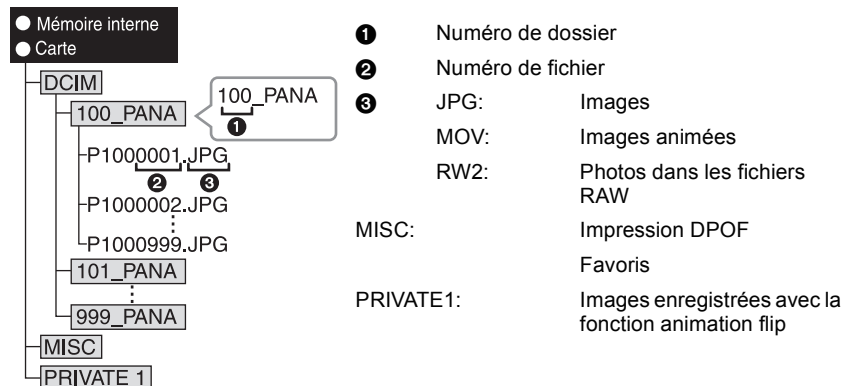 Mémoire interne
Carte
DCIM
100_PANA
100_PANA
❶
P1000001.JPG
❷ ❸
P1000002.JPG
P1000999.JPG
101_PANA
999_PANA
MISC
PRIVATE 1
❶ Numéro de dossier
❷ Numéro de fichier
❸ JPG: Images
MOV: Images animées
RW2: Photos dans les fichiers
RAW
MISC: Impression DPOF
Favoris
PRIVATE1: Images enregistrées avec la
fonction animation flip